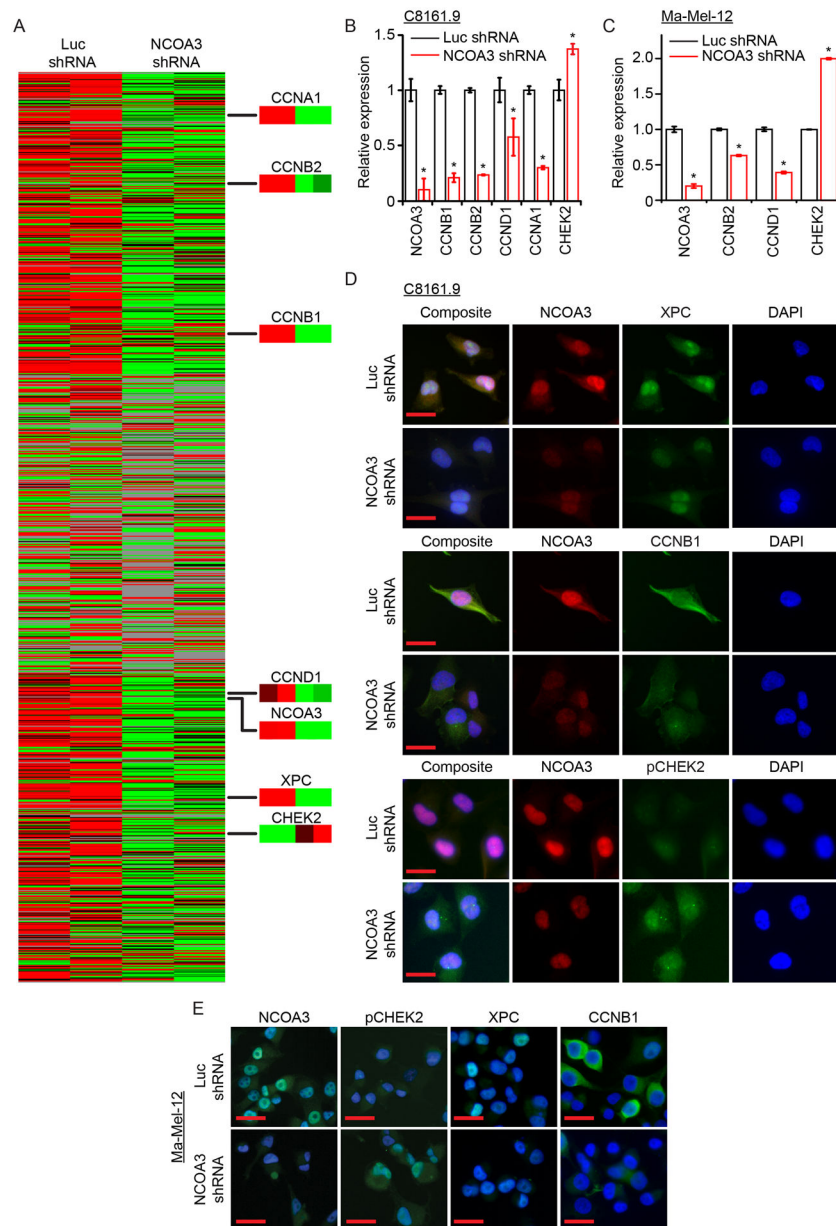 A
Luc
shRNA
NCOA3
shRNA
CCNA1
CCNB2
CCNB1
CCND1
NCOA3
XPC
CHEK2
B
C8161.9
Luc shRNA
NCOA3 shRNA
Relative expression
1.5
1
0.5
0
*
*
*
*
*
*
NCOA3
CCNB1
CCNB2
CCND1
CCNA1
CHEK2
C
Ma-Mel-12
Luc shRNA
NCOA3 shRNA
Relative expression
2.0
1.0
0.5
0
*
*
*
*
NCOA3
CCNB2
CCND1
CHEK2
D
C8161.9
Composite
NCOA3
XPC
DAPI
Luc
shRNA
NCOA3
shRNA
Composite
NCOA3
CCNB1
DAPI
Luc
shRNA
NCOA3
shRNA
Composite
NCOA3
pCHEK2
DAPI
Luc
shRNA
NCOA3
shRNA
E
NCOA3
pCHEK2
XPC
CCNB1
Ma-Mel-12
Luc
shRNA
NCOA3
shRNA